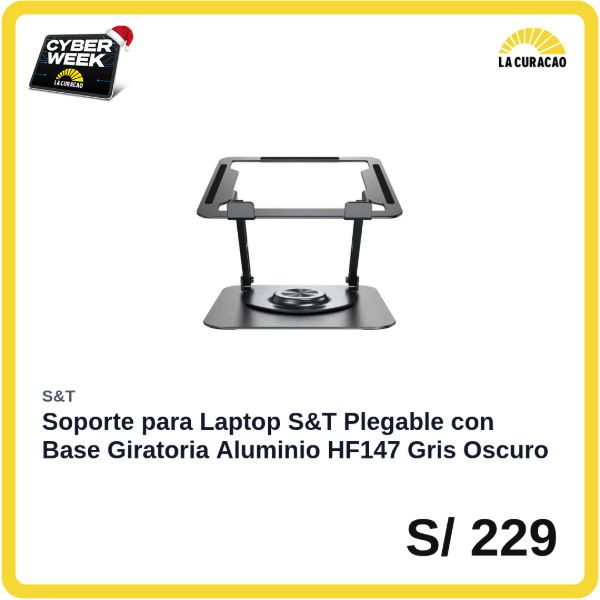 CYBER
WEEK
LA CURACAO
LA CURACAO
S&T
Soporte para Laptop S&T Plegable con
Base Giratoria Aluminio HF147 Gris Oscuro
S/ 229